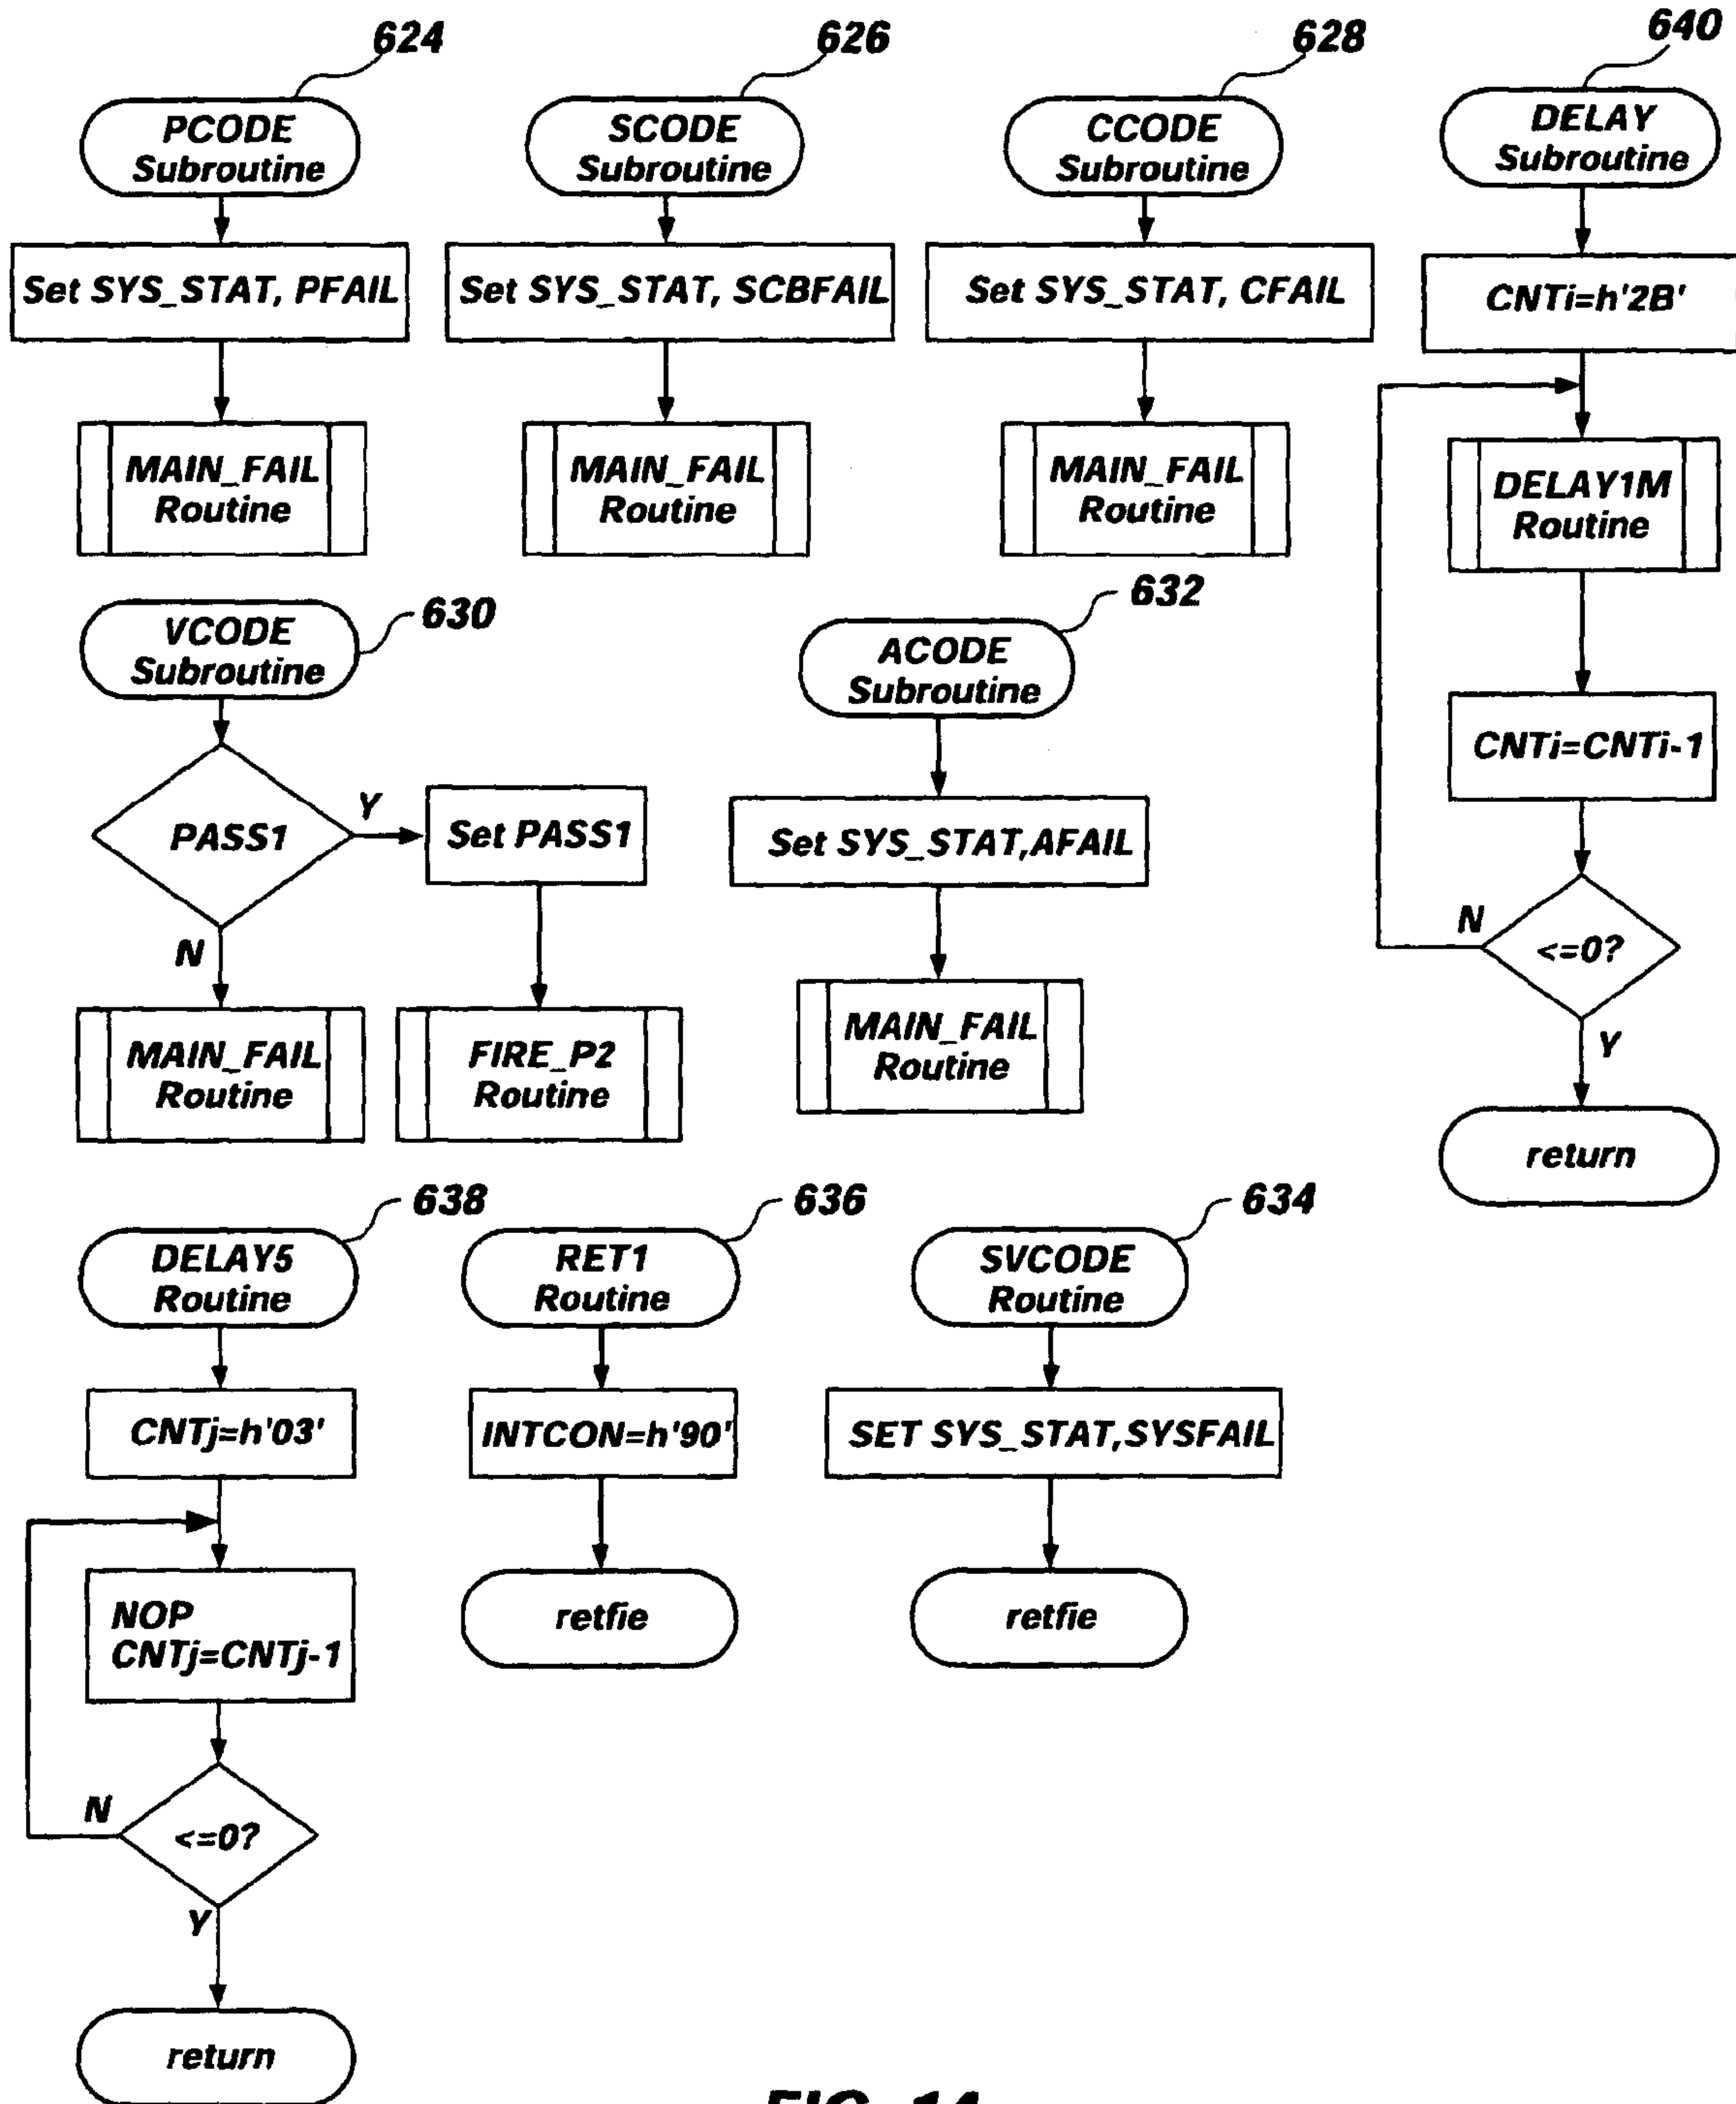 624
PCODE
Subroutine
Set SYS_STAT, PFAIL
MAIN_FAIL
Routine
626
SCODE
Subroutine
Set SYS_STAT, SCBFAIL
MAIN_FAIL
Routine
628
CCODE
Subroutine
Set SYS_STAT, CFAIL
MAIN_FAIL
Routine
640
DELAY
Subroutine
CNTi=h'2B'
DELAY1M
Routine
CNTi=CNTi-1
<=0?
N
Y
return
630
VCODE
Subroutine
PASS1
Y
Set PASS1
N
MAIN_FAIL
Routine
FIRE_P2
Routine
632
ACODE
Subroutine
Set SYS_STAT,AFAIL
MAIN_FAIL
Routine
638
DELAY5
Routine
CNTj=h'03'
NOP
CNTj=CNTj-1
<=0?
N
Y
return
636
RET1
Routine
INTCON=h'90'
retfie
634
SVCODE
Routine
SET SYS_STAT,SYSFAIL
retfie